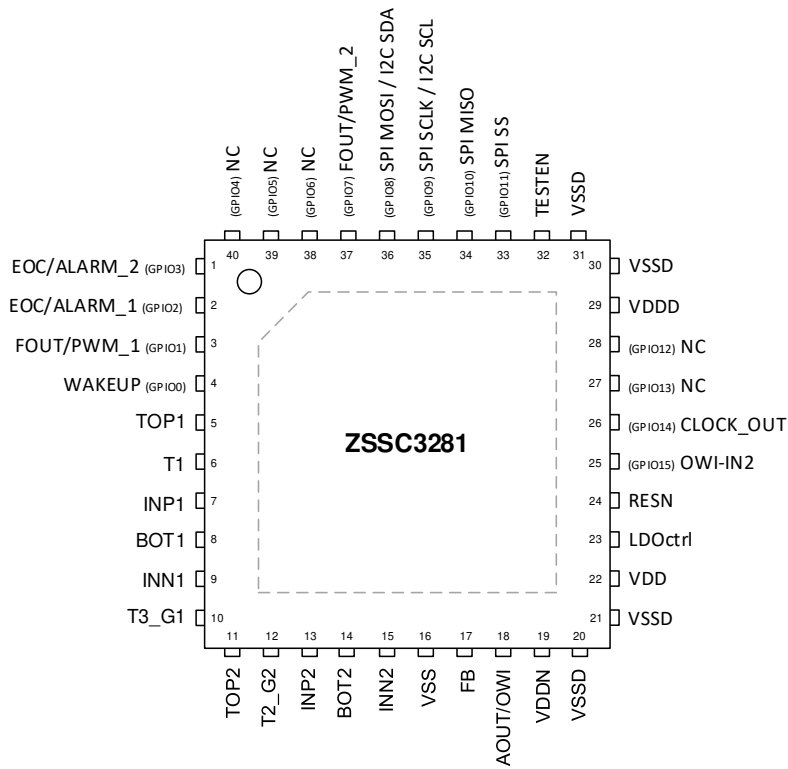 (GPIO4) NC
(GPIO5) NC
(GPIO6) NC
(GPIO7) FOUT/PWM_2
(GPIO8) SPI MOSI / I2C SDA
(GPIO9) SPI SCLK / I2C SCL
(GPIO10) SPI MISO
(GPIO11) SPI SS
TESTEN
VSSD
40
39
38
37
36
35
34
33
32
31
EOC/ALARM_2 (GPIO3)
1
EOC/ALARM_1 (GPIO2)
2
FOUT/PWM_1 (GPIO1)
3
WAKEUP (GPIO0)
4
TOP1
5
T1
6
INP1
7
BOT1
8
INN1
9
T3_G1
10
ZSSC3281
30
VSSD
29
VDDD
28
(GPIO12) NC
27
(GPIO13) NC
26
(GPIO14) CLOCK_OUT
25
(GPIO15) OWI-IN2
24
RESN
23
LDOctrl
22
VDD
21
VSSD
11
12
13
14
15
16
17
18
19
20
TOP2
T2_G2
INP2
BOT2
INN2
VSS
FB
AOUT/OWI
VDDN
VSSD